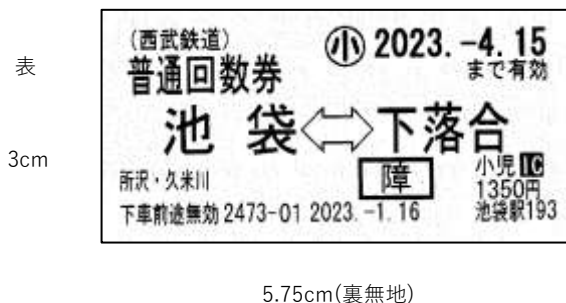 表
3cm
(西武鉄道)
普通回数券
小 2023.-4.15
まで有効
池袋⇔下落合
所沢・久米川
障
小児 IC
1350円
下車前途無効 2473-01 2023.-1.16
池袋駅193
5.75cm(裏無地)